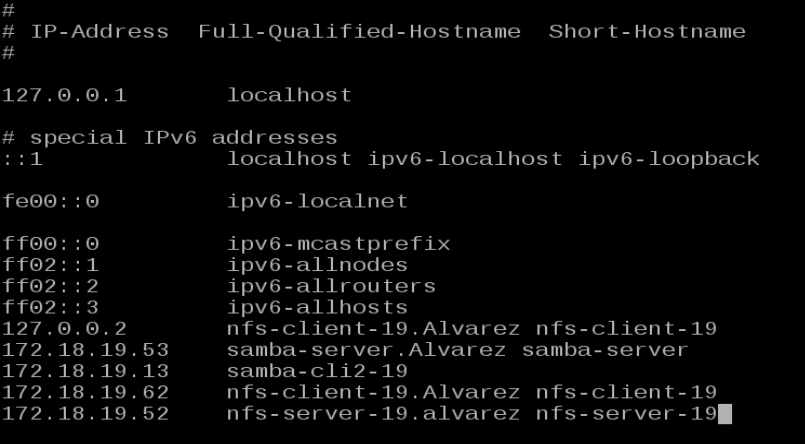 #
# IP-Address  Full-Qualified-Hostname  Short-Hostname
#
127.0.0.1       localhost
# special IPv6 addresses
::1             localhost ipv6-localhost ipv6-loopback
fe00::0         ipv6-localnet
ff00::0         ipv6-mcastprefix
ff02::1         ipv6-allnodes
ff02::2         ipv6-allrouters
ff02::3         ipv6-allhosts
127.0.0.2       nfs-client-19.Alvarez nfs-client-19
172.18.19.53    samba-server.Alvarez samba-server
172.18.19.13    samba-cli2-19
172.18.19.62    nfs-client-19.Alvarez nfs-client-19
172.18.19.52    nfs-server-19.alvarez nfs-server-19